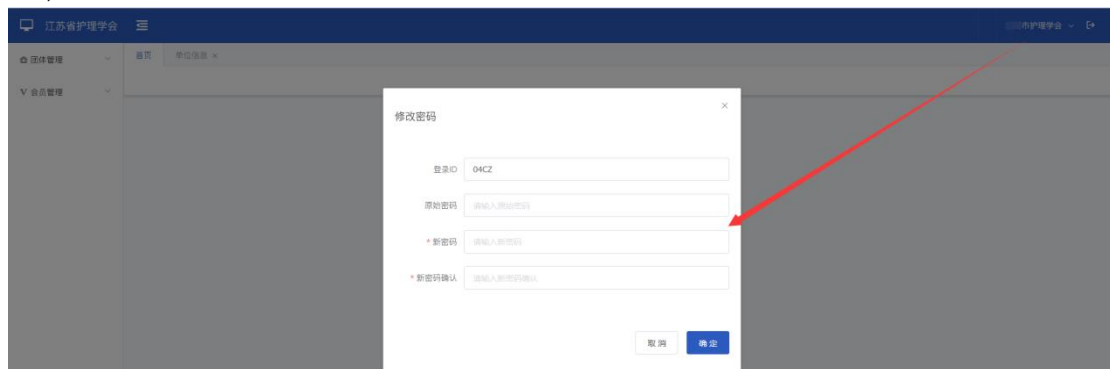 江苏省护理学会
市护理学会
团体管理
首页 单位信息 ×
会员管理
修改密码
×
登录ID 04CZ
原始密码 请输入原始密码
* 新密码 请输入新密码
* 新密码确认 请输入新密码确认
取消 确定